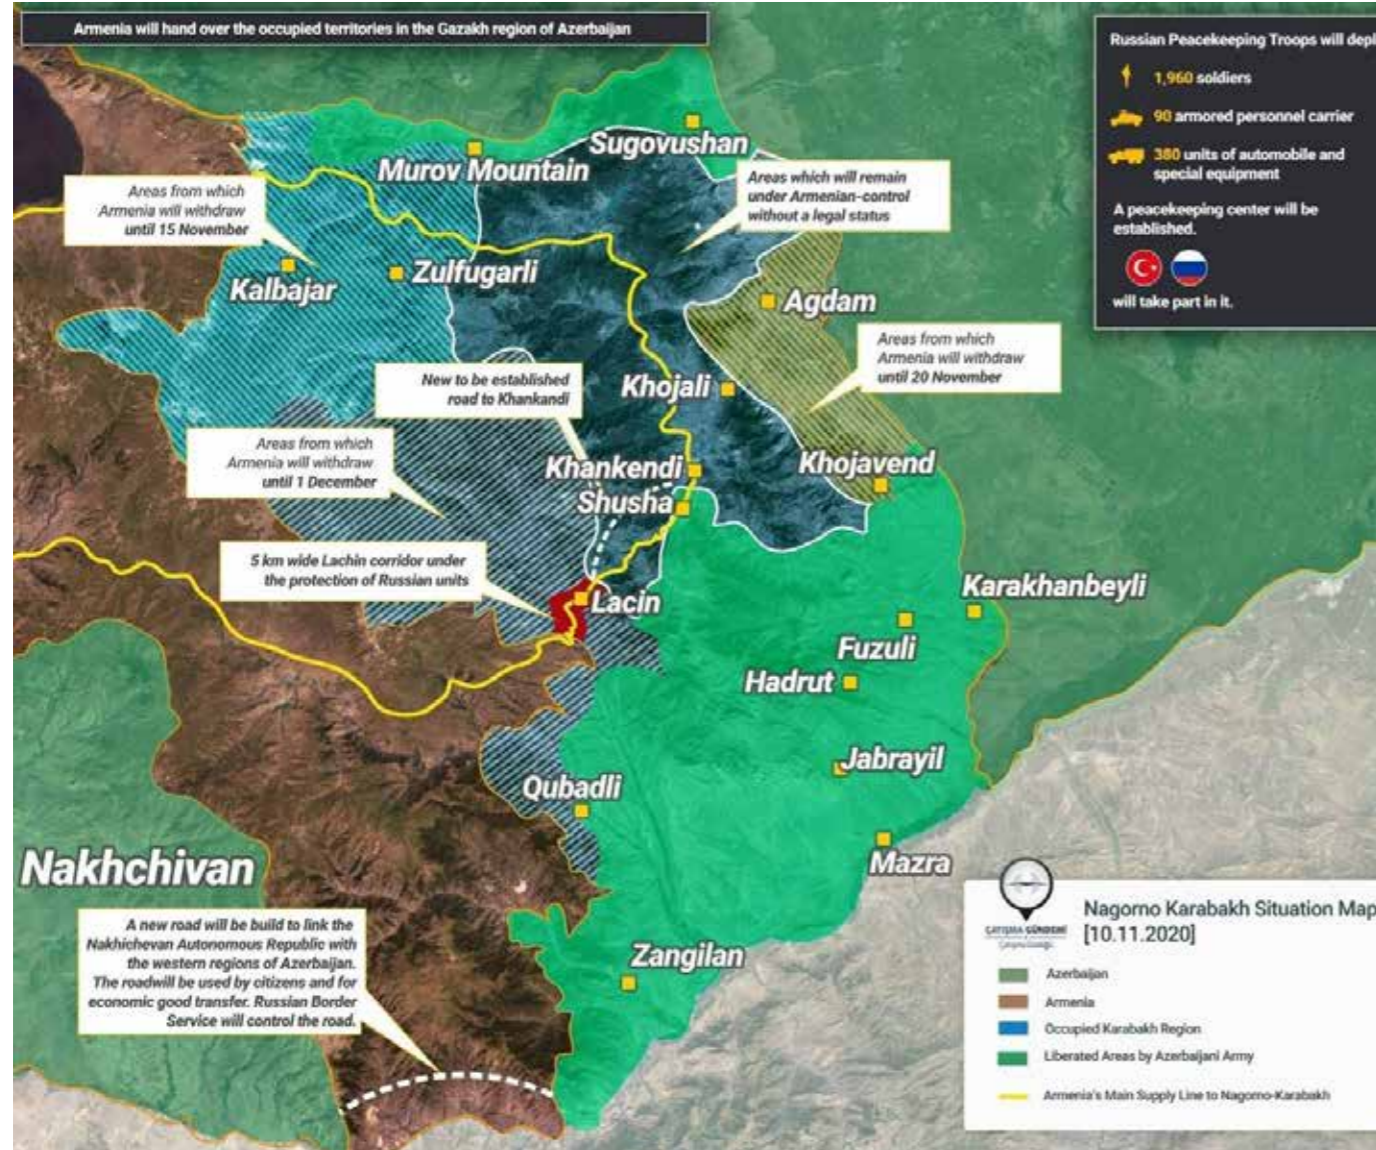 Armenia will hand over the occupied territories in the Gazakh region of Azerbaijan
Russian Peacekeeping Troops will depl
1,960 soldiers
90 armored personnel carrier
380 units of automobile and
special equipment
A peacekeeping center will be
established.
will take part in it.
Sugovushan
Murov Mountain
Areas which will remain
under Armenian-control
without a legal status
Areas from which
Armenia will withdraw
until 15 November
Kalbajar
Zulfugarli
Agdam
Areas from which
Armenia will withdraw
until 20 November
New to be established
road to Khankandi
Khojali
Areas from which
Armenia will withdraw
until 1 December
Khankendi
Khojavend
Shusha
5 km wide Lachin corridor under
the protection of Russian units
Lacin
Karakhanbeyli
Fuzuli
Hadrut
Jabrayil
Qubadli
Mazra
Nakhchivan
A new road will be build to link the
Nakhichevan Autonomous Republic with
the western regions of Azerbaijan.
The roadwill be used by citizens and for
economic good transfer. Russian Border
Service will control the road.
Zangilan
ÇATIŞMA GÜNDEMİ
Nagorno Karabakh Situation Map
[10.11.2020]
Azerbaijan
Armenia
Occupied Karabakh Region
Liberated Areas by Azerbaijani Army
Armenia's Main Supply Line to Nagorno-Karabakh